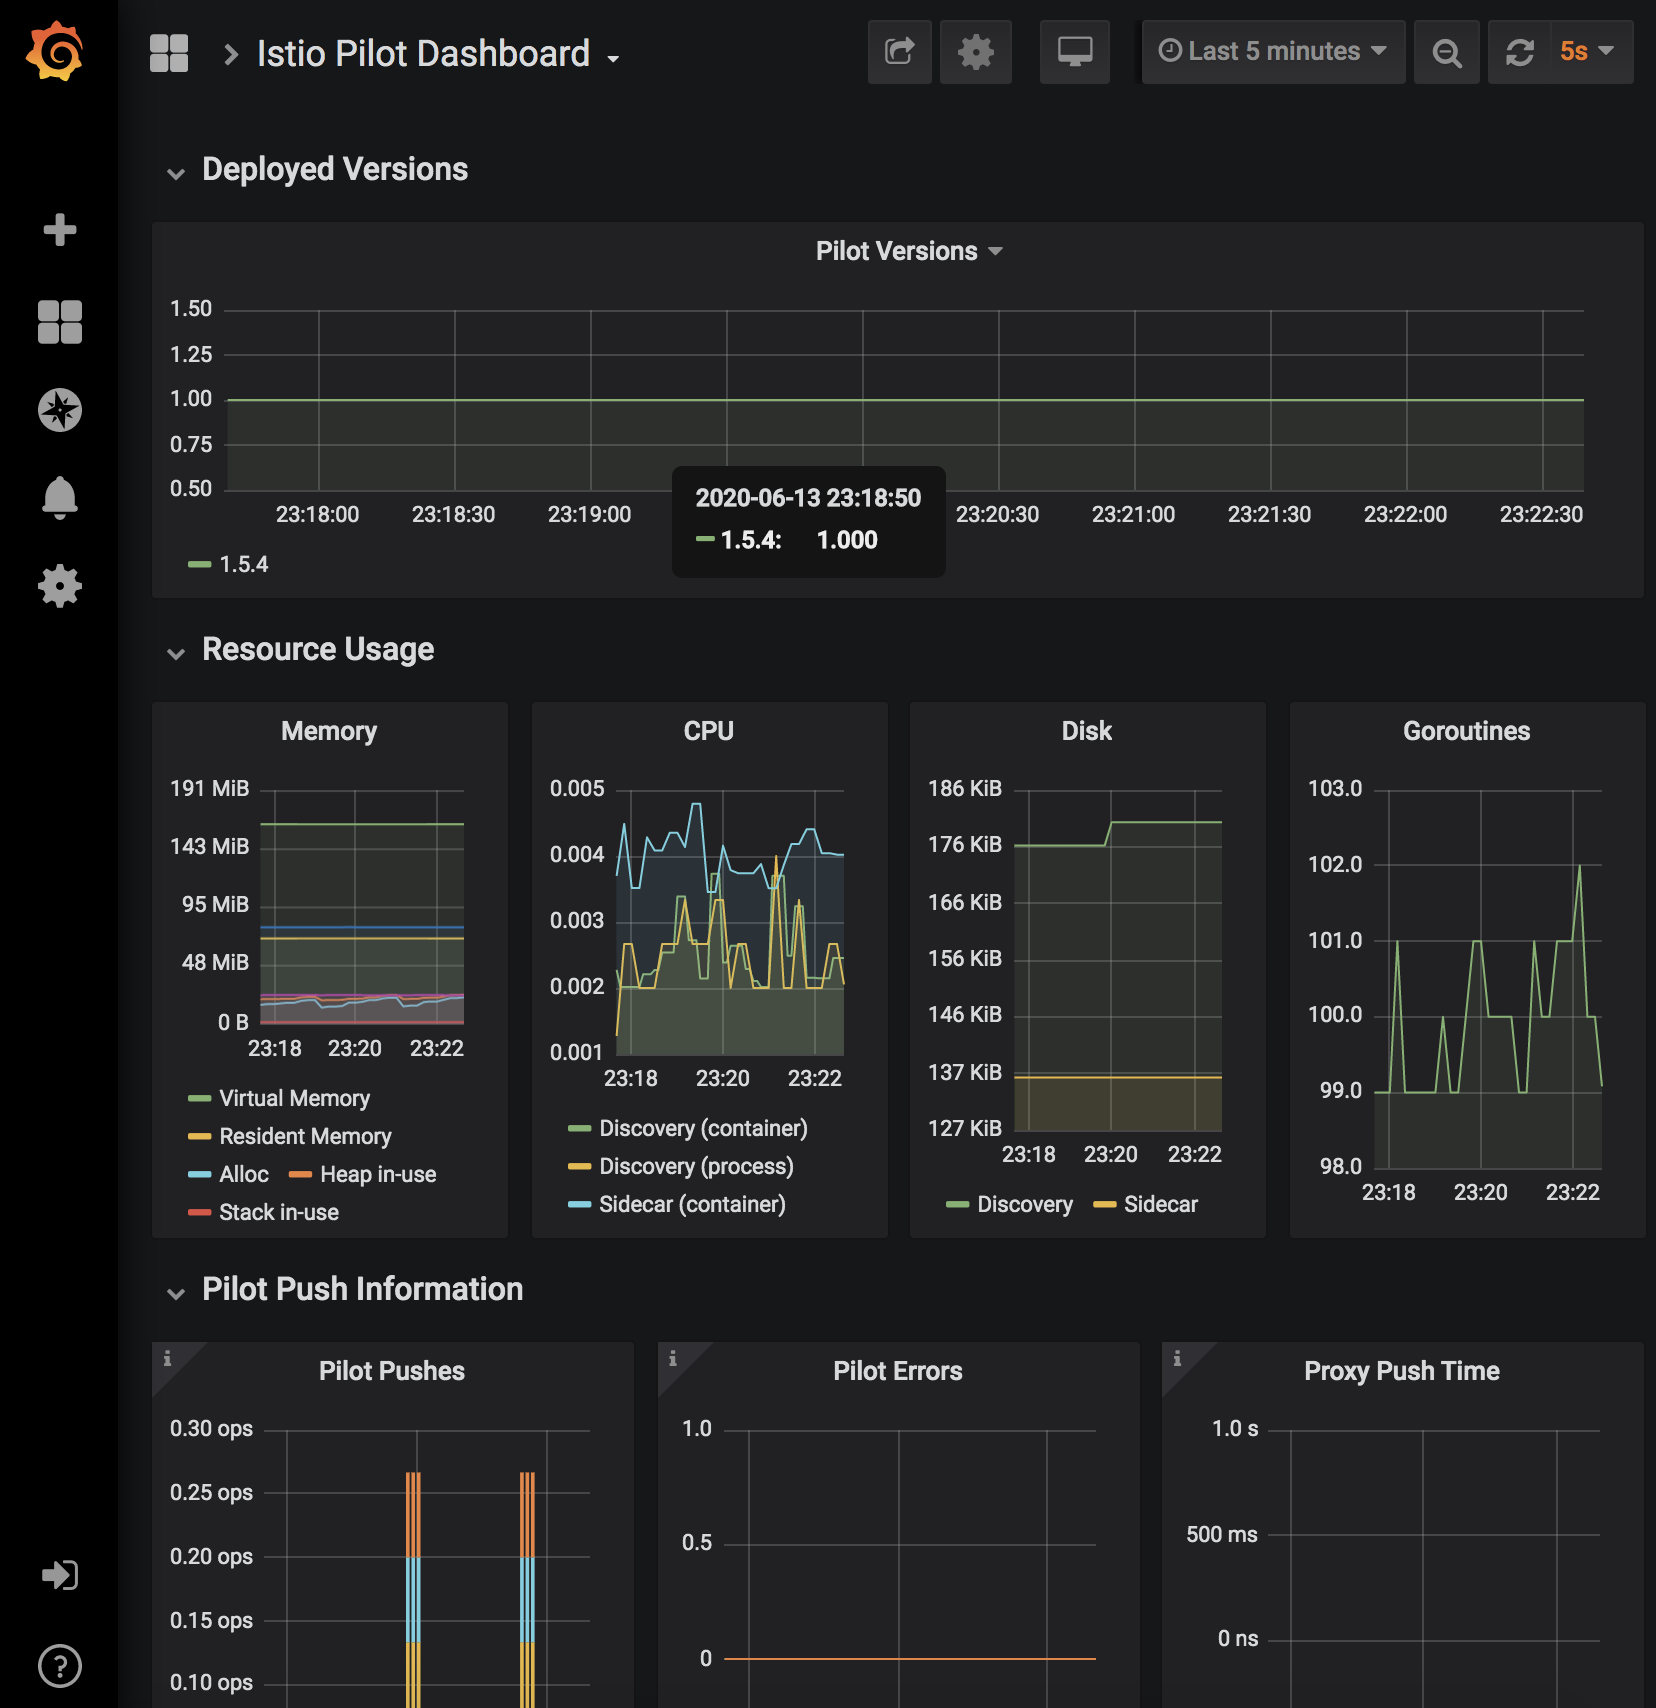 Istio Pilot Dashboard
Last 5 minutes
5s
Deployed Versions
Pilot Versions
1.50
1.25
1.00
0.75
0.50
23:18:00 23:18:30 23:19:00 23:20:30 23:21:00 23:21:30 23:22:00 23:22:30
2020-06-13 23:18:50
1.5.4: 1.000
1.5.4
Resource Usage
Memory
191 MiB
143 MiB
95 MiB
48 MiB
0 B
23:18 23:20 23:22
Virtual Memory
Resident Memory
Alloc Heap in-use
Stack in-use
CPU
0.005
0.004
0.003
0.002
0.001
23:18 23:20 23:22
Discovery (container)
Discovery (process)
Sidecar (container)
Disk
186 KiB
176 KiB
166 KiB
156 KiB
146 KiB
137 KiB
127 KiB
23:18 23:20 23:22
Discovery Sidecar
Goroutines
103.0
102.0
101.0
100.0
99.0
98.0
23:18 23:20 23:22
Pilot Push Information
i
Pilot Pushes
0.30 ops
0.25 ops
0.20 ops
0.15 ops
0.10 ops
i
Pilot Errors
1.0
0.5
0
i
Proxy Push Time
1.0 s
500 ms
0 ns
?